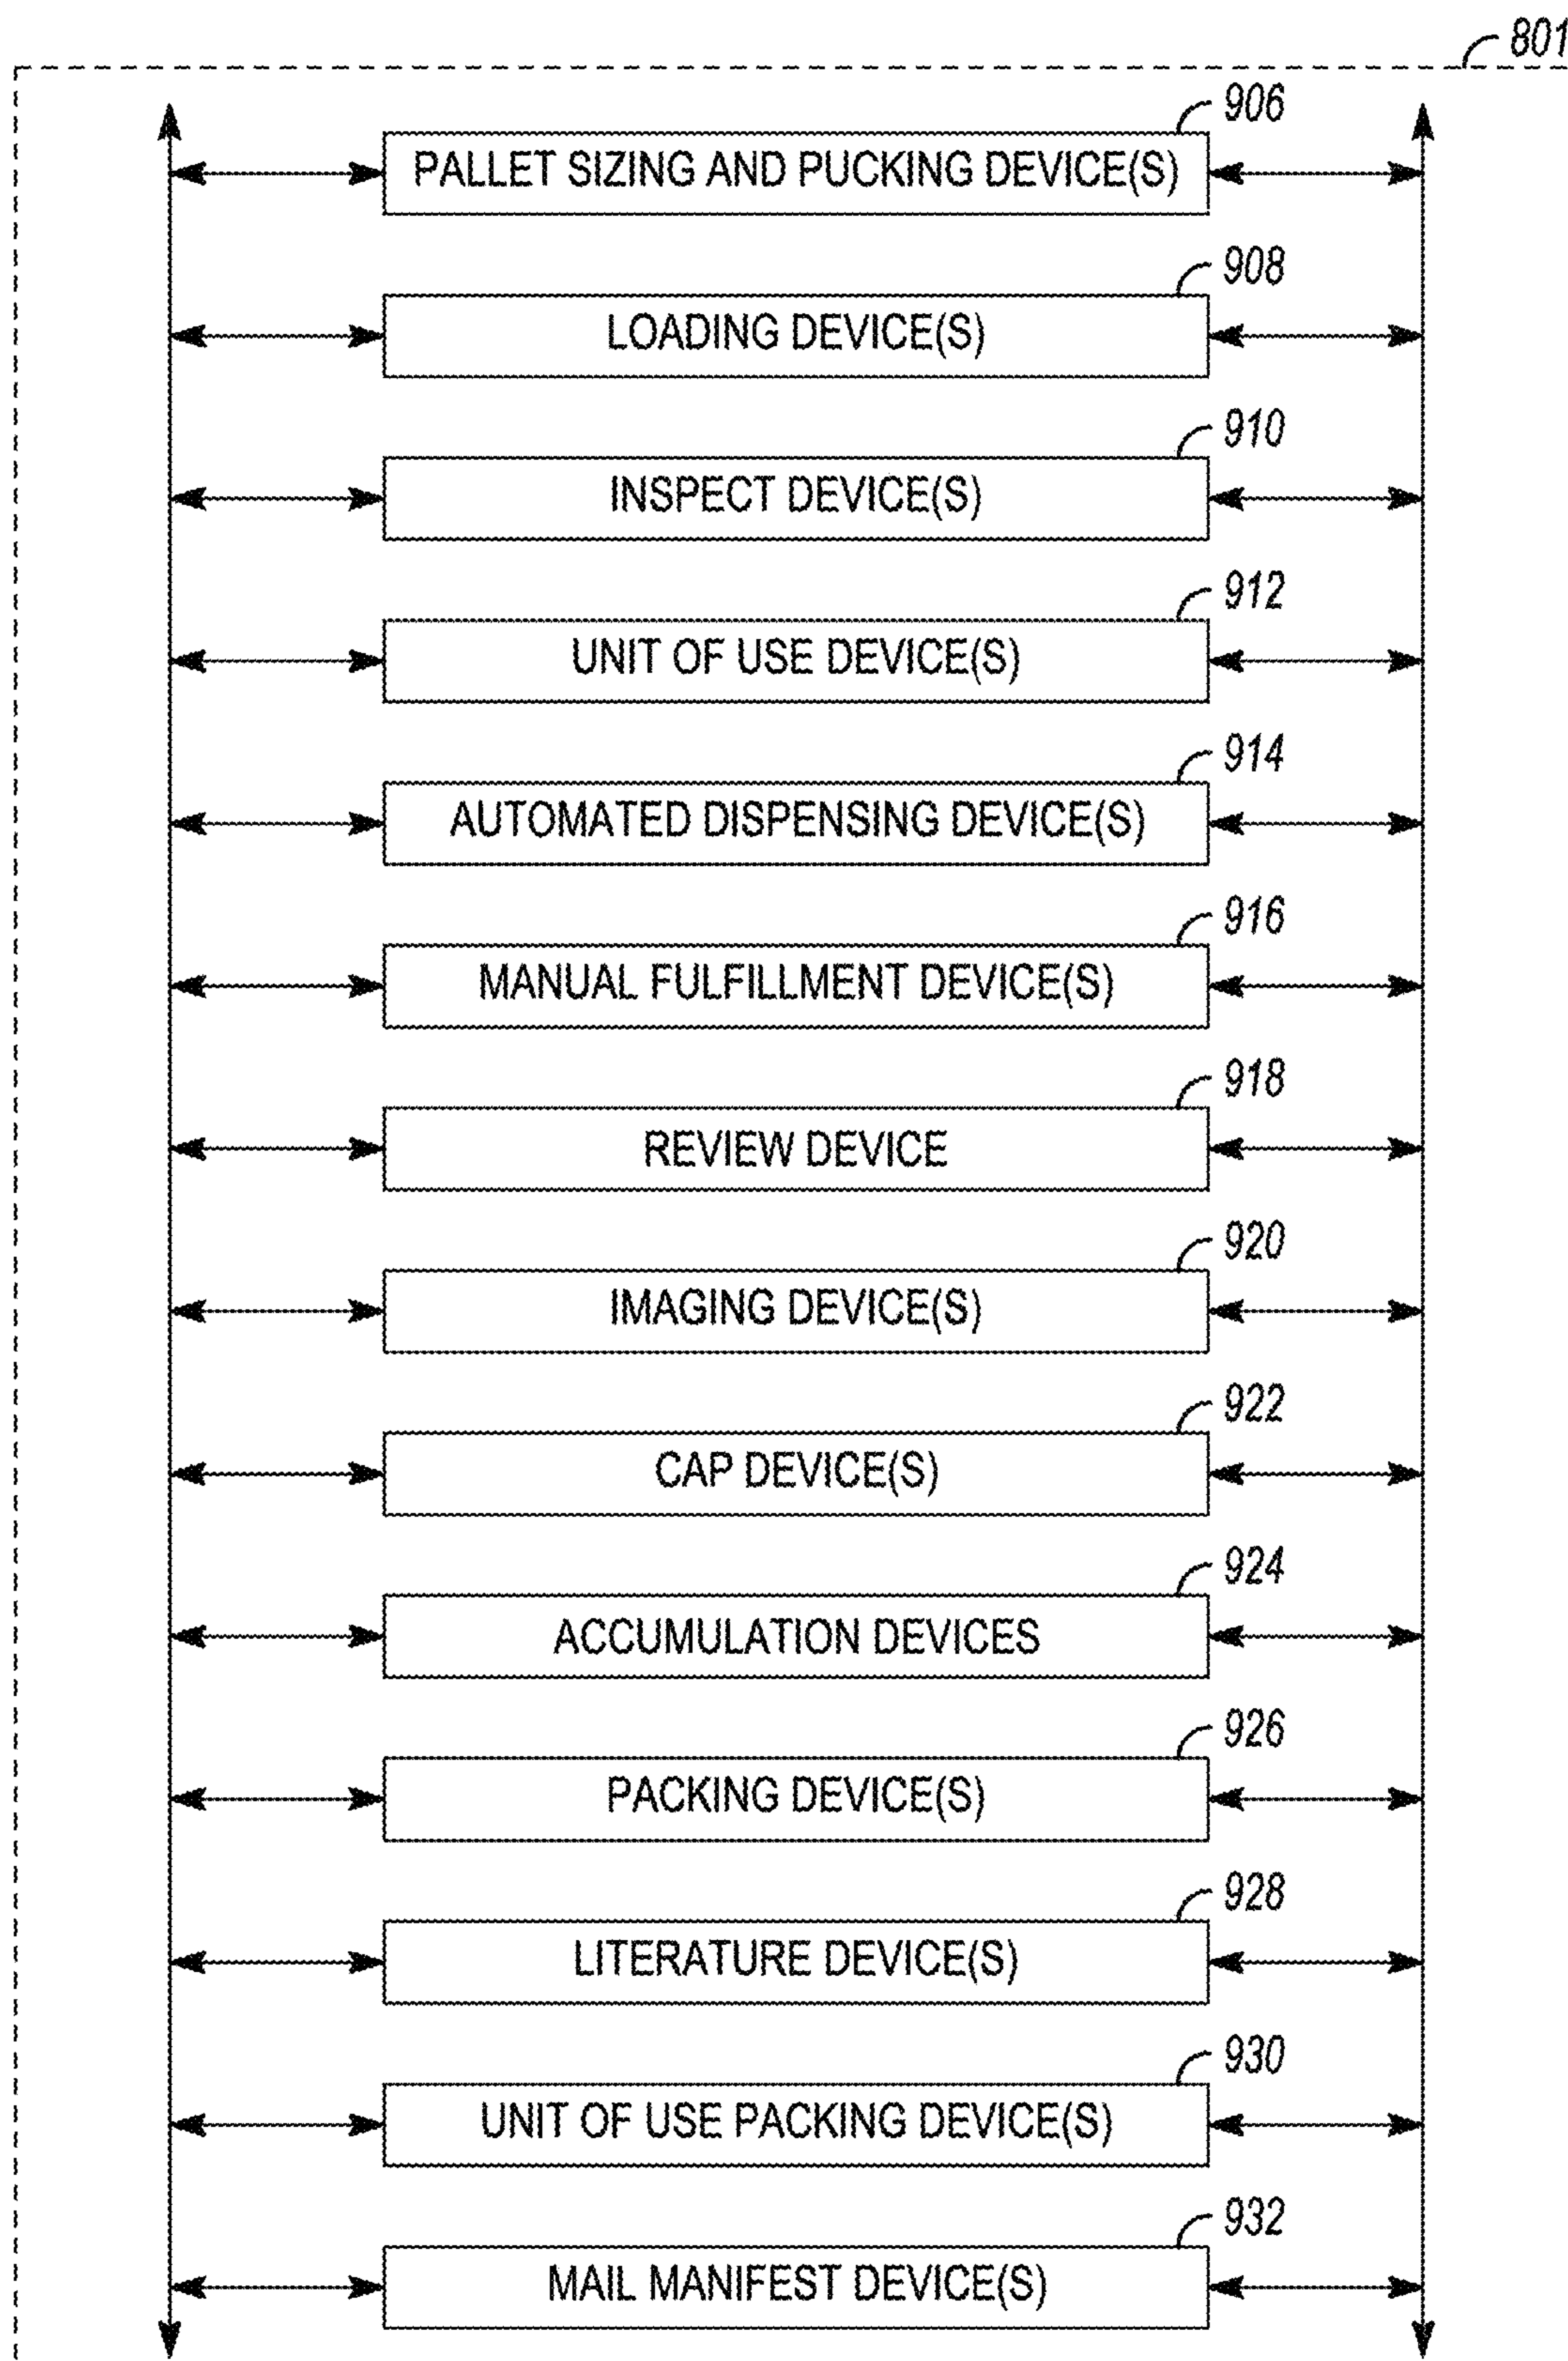 801
906
PALLET SIZING AND PUCKING DEVICE(S)
908
LOADING DEVICE(S)
910
INSPECT DEVICE(S)
912
UNIT OF USE DEVICE(S)
914
AUTOMATED DISPENSING DEVICE(S)
916
MANUAL FULFILLMENT DEVICE(S)
918
REVIEW DEVICE
920
IMAGING DEVICE(S)
922
CAP DEVICE(S)
924
ACCUMULATION DEVICES
926
PACKING DEVICE(S)
928
LITERATURE DEVICE(S)
930
UNIT OF USE PACKING DEVICE(S)
932
MAIL MANIFEST DEVICE(S)